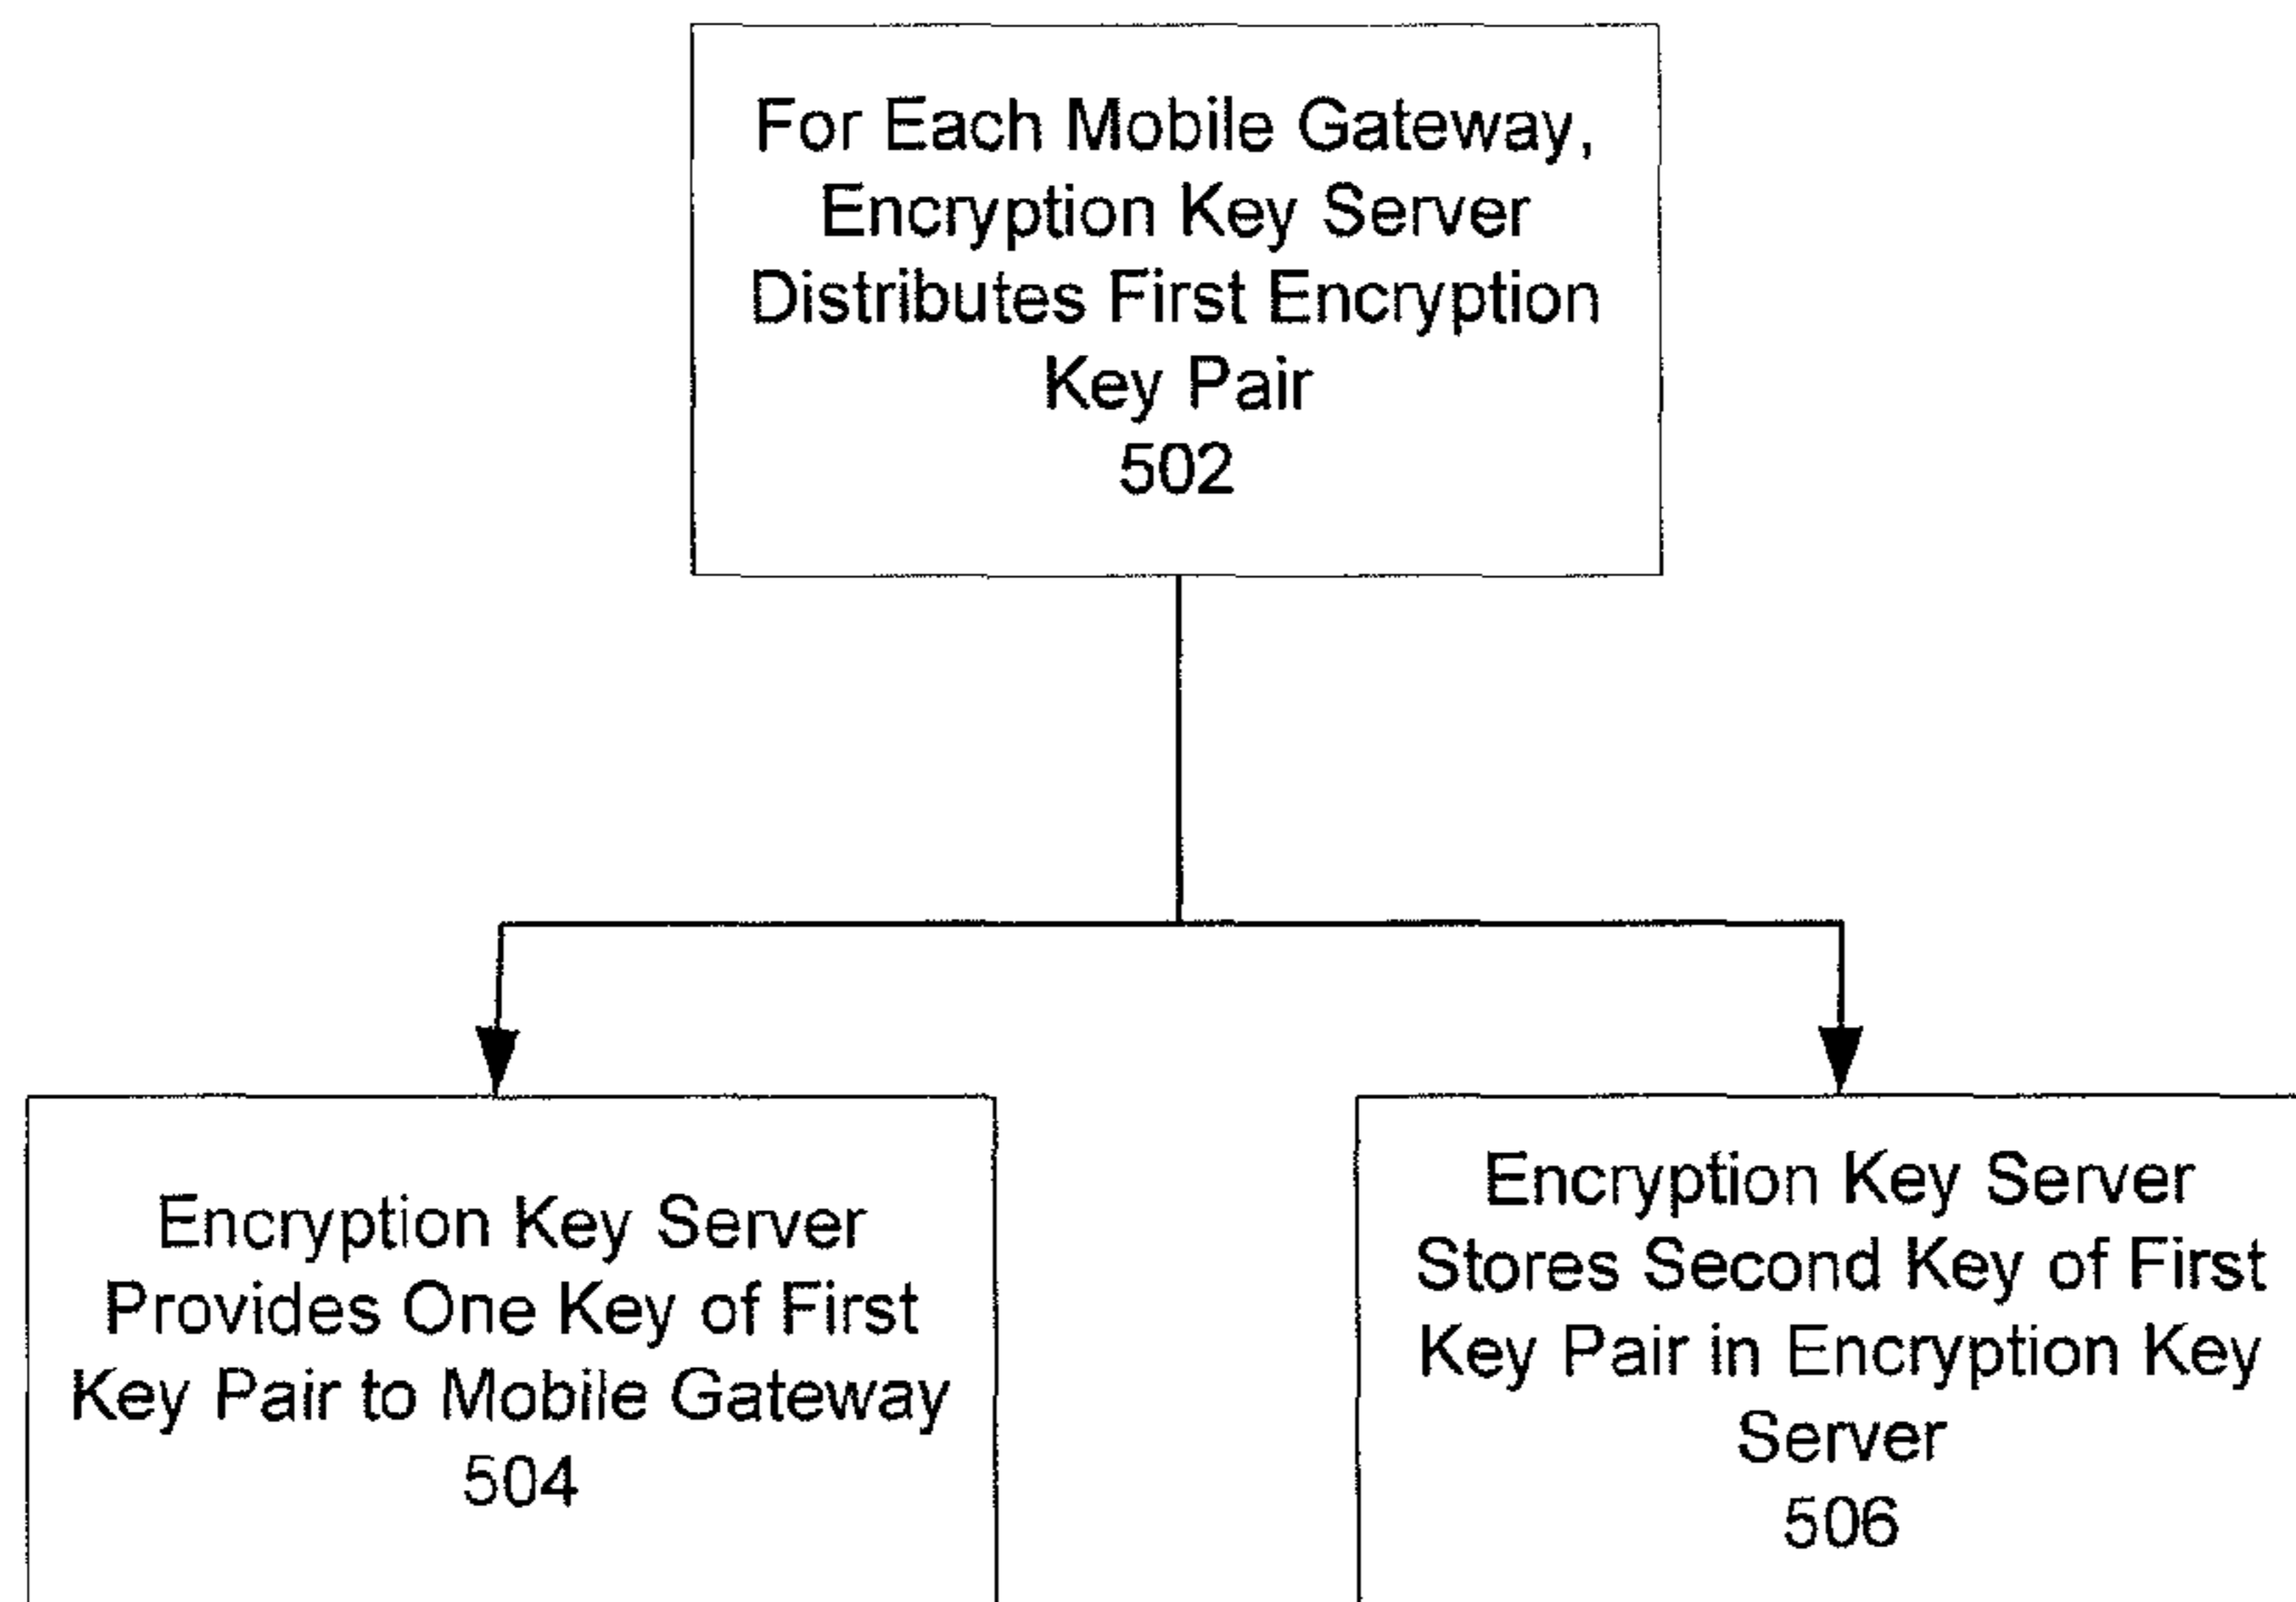 For Each Mobile Gateway,
Encryption Key Server
Distributes First Encryption
Key Pair
502
Encryption Key Server
Provides One Key of First
Key Pair to Mobile Gateway
504
Encryption Key Server
Stores Second Key of First
Key Pair in Encryption Key
Server
506